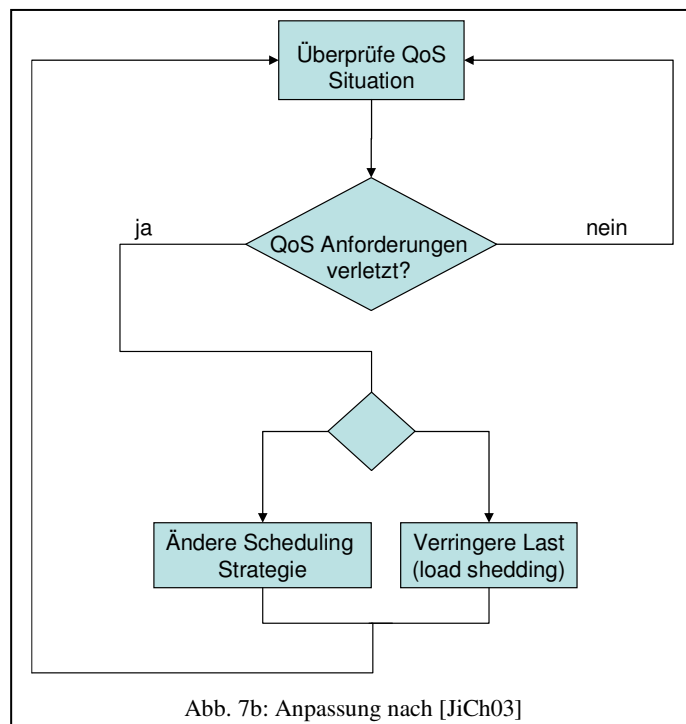 Überprüfe QoS
Situation
ja
nein
QoS Anforderungen
verletzt?
Ändere Scheduling
Strategie
Verringere Last
(load shedding)
Abb. 7b: Anpassung nach [JiCh03]